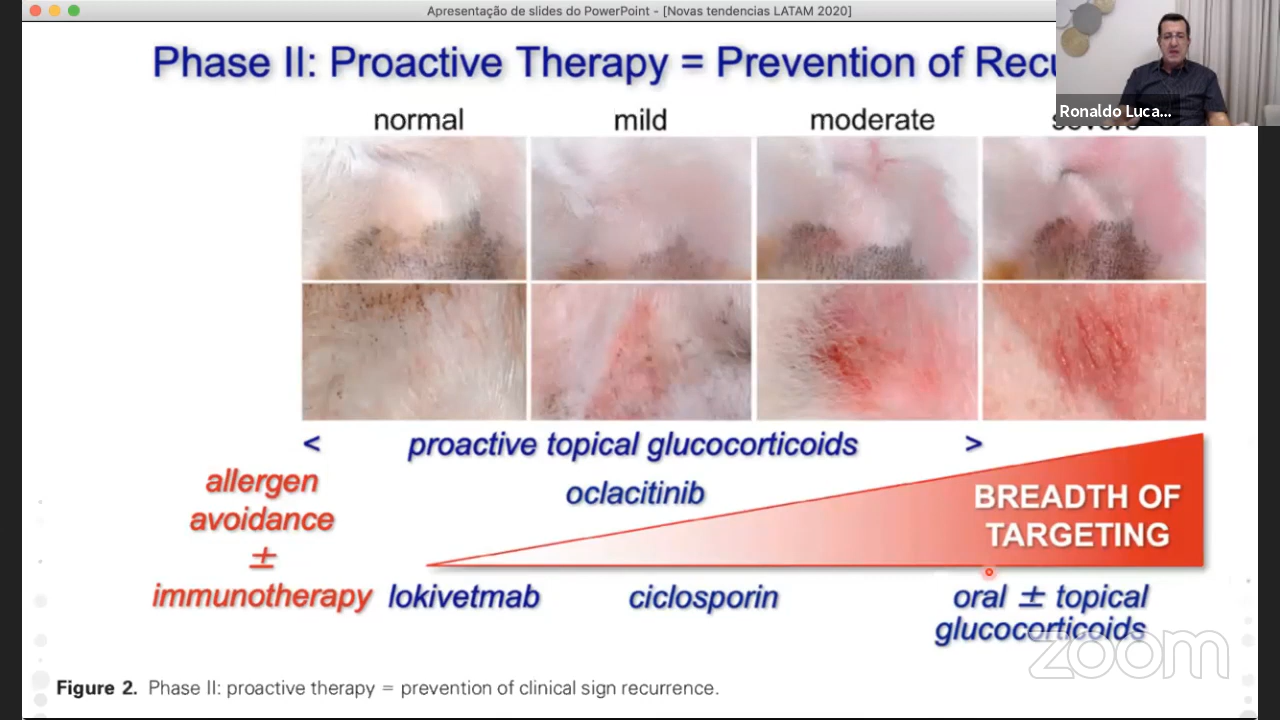 Apresentação de slides do PowerPoint - [Novas tendencias LATAM 2020]
Phase II: Proactive Therapy = Prevention of Recu
Ronaldo Luca...
normal mild moderate severe
< proactive topical glucocorticoids >
allergen
avoidance
±
immunotherapy
oclacitinib
BREADTH OF
TARGETING
lokivetmab ciclosporin oral ± topical
glucocorticoids
zoom
Figure 2. Phase II: proactive therapy = prevention of clinical sign recurrence.